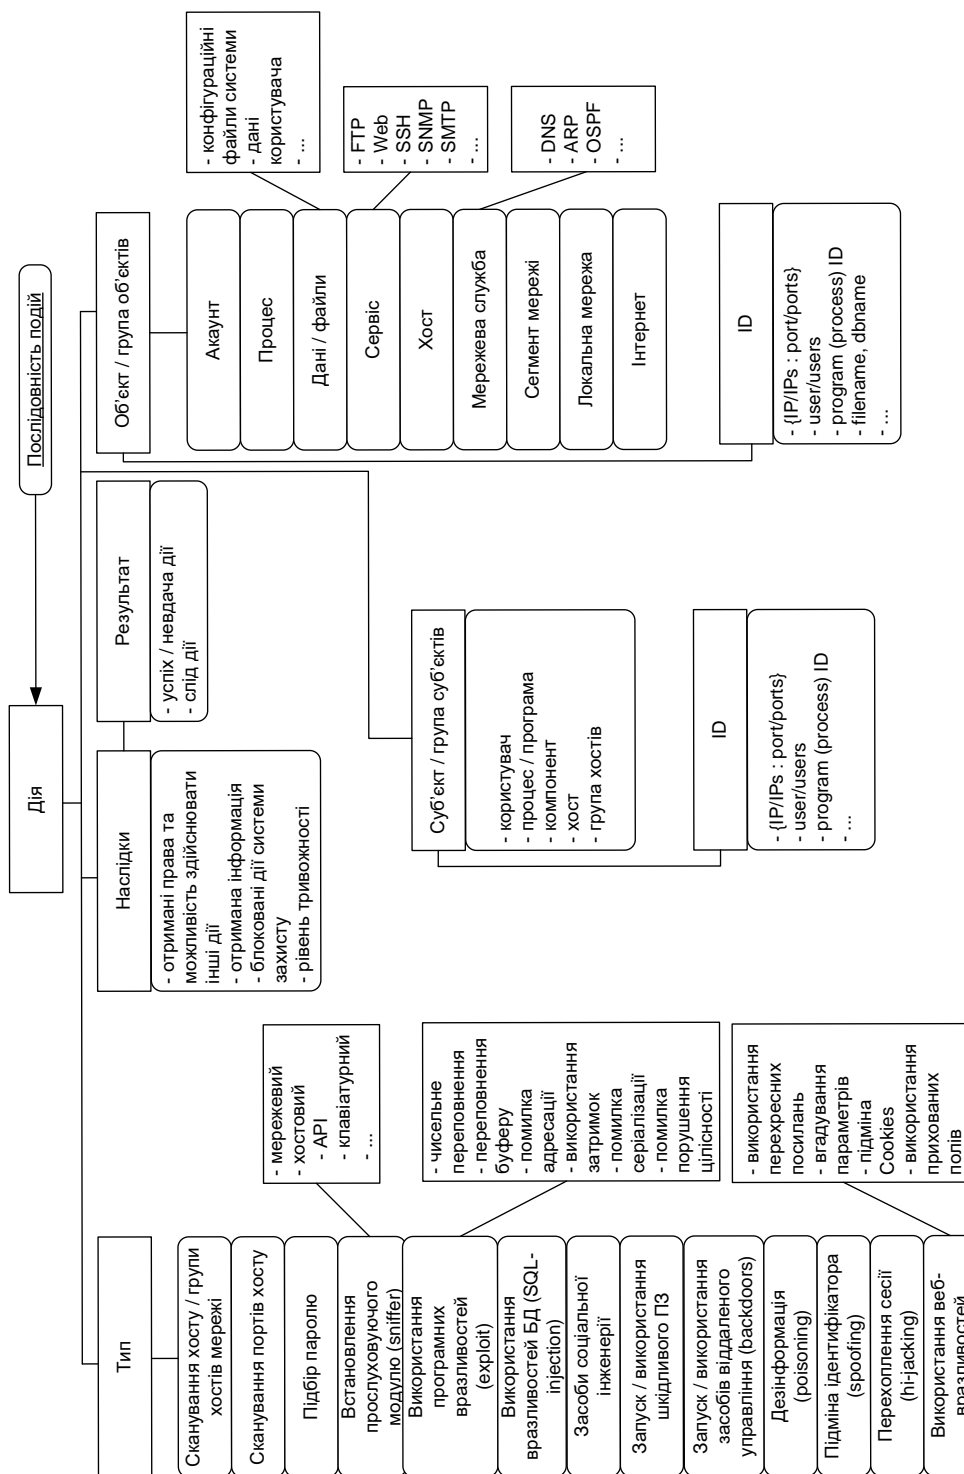 Послідовність подій
Дія
Тип
Сканування хосту / групи
хостів мережі
Сканування портів хосту
Підбір паролю
Встановлення
прослуховуючого
модулю (sniffer)
- мережевий
- хостовий
- API
- клавіатурний
- ...
Використання
програмних
вразливостей
(exploit)
- чисельне
переповнення
- переповнення
буферу
- помилка
адресації
- використання
затримок
- помилка
серіалізації
- помилка
порушення
цілісності
Використання
вразливостей БД (SQL-
injection)
Засоби соціальної
інженерії
Запуск / використання
шкідливого ПЗ
Запуск / використання
засобів віддаленого
управління (backdoors)
Дезінформація
(poisoning)
Підміна ідентифікатора
(spoofing)
Перехоплення сесії
(hi-jacking)
Використання веб-
вразливостей
- використання
перехресних
посилань
- вгадування
параметрів
- підміна
Cookies
- використання
прихованих
полів
Наслідки
- отримані права та
можливість здійснювати
інші дії
- отримана інформація
- блоковані дії системи
захисту
- рівень тривожності
Результат
- успіх / невдача дії
- слід дії
Суб’єкт / група суб’єктів
- користувач
- процес / програма
- компонент
- хост
- група хостів
ID
- {IP/IPs : port/ports}
- user/users
- program (process) ID
- ...
Об’єкт / група об’єктів
Акаунт
Процес
Дані / файли
- конфігураційні
файли системи
- дані
користувача
- ...
Сервіс
- FTP
- Web
- SSH
- SNMP
- SMTP
- ...
Хост
Мережева служба
- DNS
- ARP
- OSPF
- ...
Сегмент мережі
Локальна мережа
Інтернет
ID
- {IP/IPs : port/ports}
- user/users
- program (process) ID
- filename, dbname
- ...